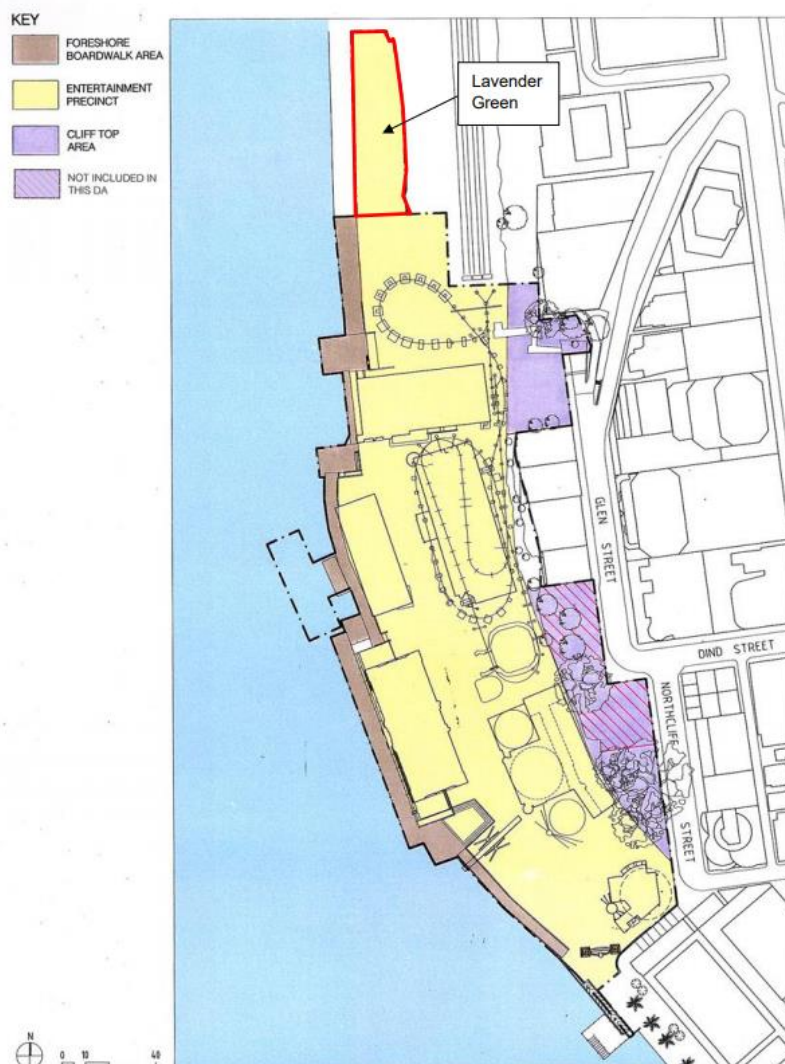 KEY
FORESHORE
BOARDWALK AREA
ENTERTAINMENT
PRECINCT
CLIFF TOP
AREA
NOT INCLUDED IN
THIS DA
Lavender
Green
GLEN STREET
DIND STREET
NORTHCLIFF STREET
N
0 10 40